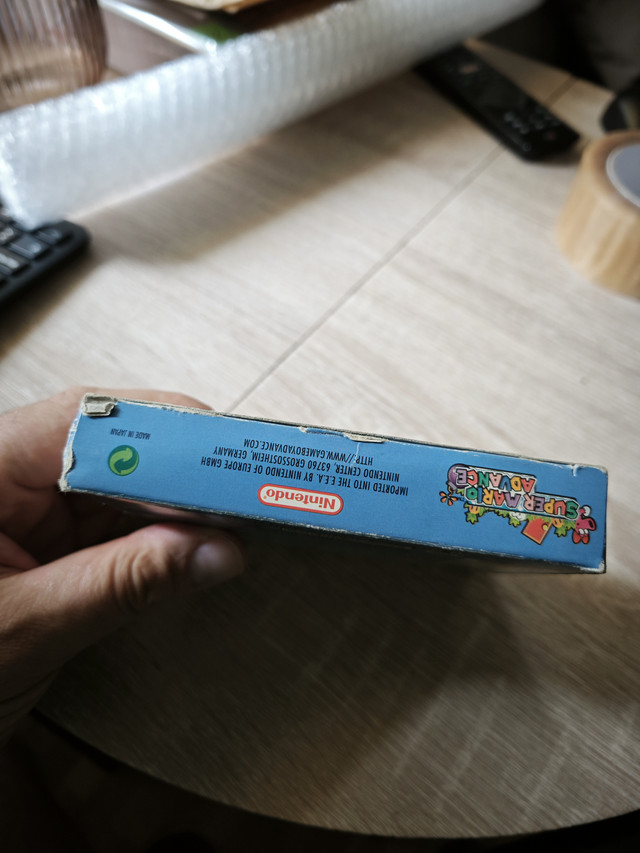 SUPER MARIO
ADVANCE
Nintendo
IMPORTED INTO THE E.E.A. BY NINTENDO OF EUROPE GMBH
NINTENDO CENTER, 63760 GROSSOSTHEIM, GERMANY
HTTP://WWW.GAMEBOYADVANCE.COM
MADE IN JAPAN